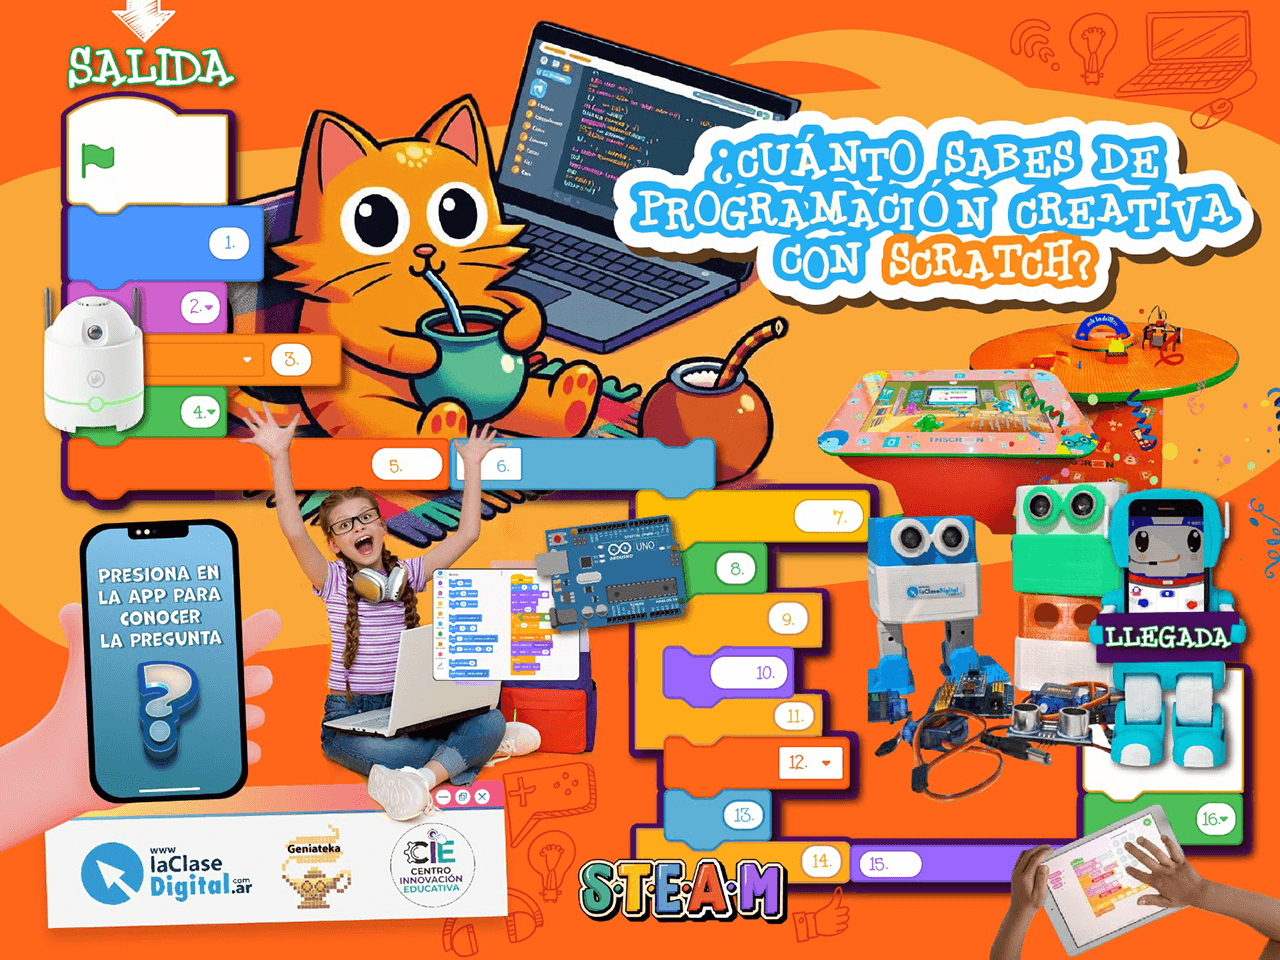 SALIDA
¿CUÁNTO SABES DE
PROGRAMACIÓN CREATIVA
CON SCRATCH?
1.
2.
3.
4.
5.
6.
7.
8.
9.
10.
11.
12.
13.
14.
15.
16.
PRESIONA EN
LA APP PARA
CONOCER
LA PREGUNTA
?
UNO
ARDUINO
laClaseDigital
LLEGADA
www
laClase
Digital.com.ar
Geniateka
CIE
CENTRO
INNOVACIÓN
EDUCATIVA
S·T·E·A·M